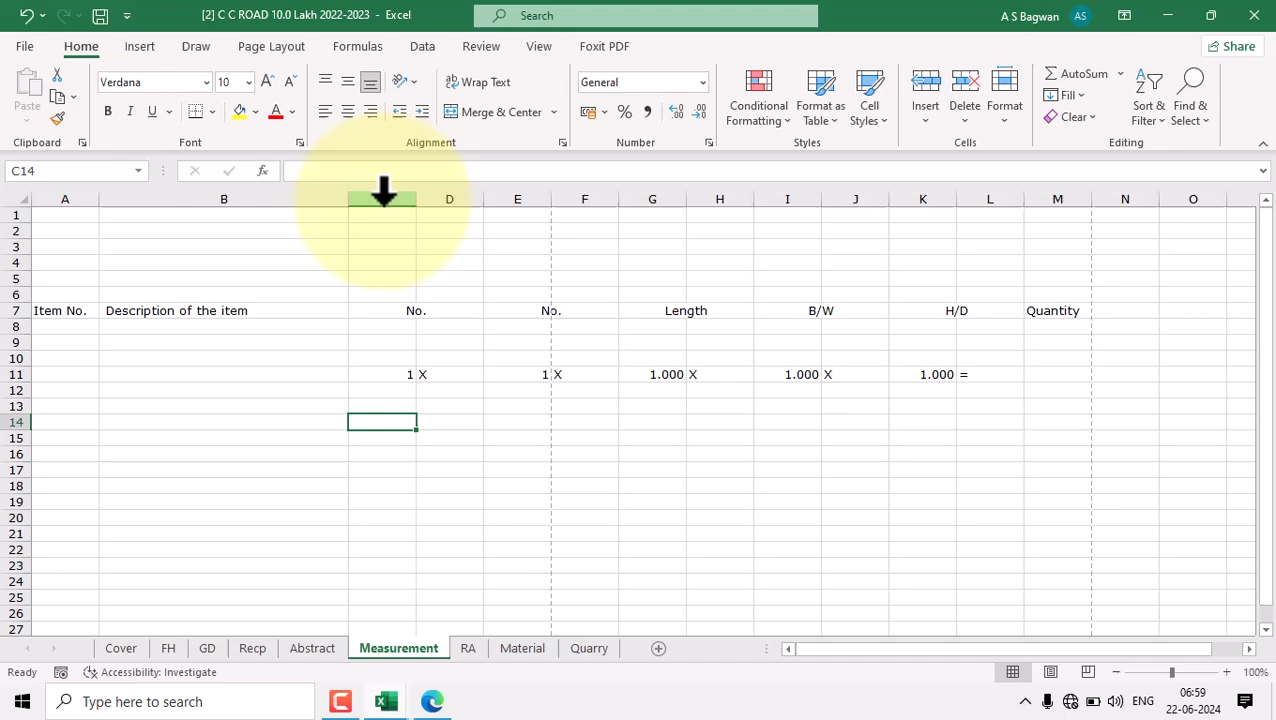 [2] C C ROAD 10.0 Lakh 2022-2023 - Excel
Search
A S Bagwan
AS
File
Home
Insert
Draw
Page Layout
Formulas
Data
Review
View
Foxit PDF
Share
Paste
Clipboard
Verdana
10
B I U
Font
Wrap Text
Merge & Center
Alignment
General
Number
Conditional Formatting
Format as Table
Cell Styles
Styles
Insert
Delete
Format
Cells
AutoSum
Fill
Clear
Sort & Filter
Find & Select
Editing
C14
fx
A B D E F G H I J K L M N O
1
2
3
4
5
6
7 Item No. Description of the item No. No. Length B/W H/D Quantity
8
9
10
11 1 X 1 X 1.000 X 1.000 X 1.000 =
12
13
14
15
16
17
18
19
20
21
22
23
24
25
26
27
Cover FH GD Recp Abstract Measurement RA Material Quarry
Ready Accessibility: Investigate 100%
Type here to search
ENG
06:59
22-06-2024